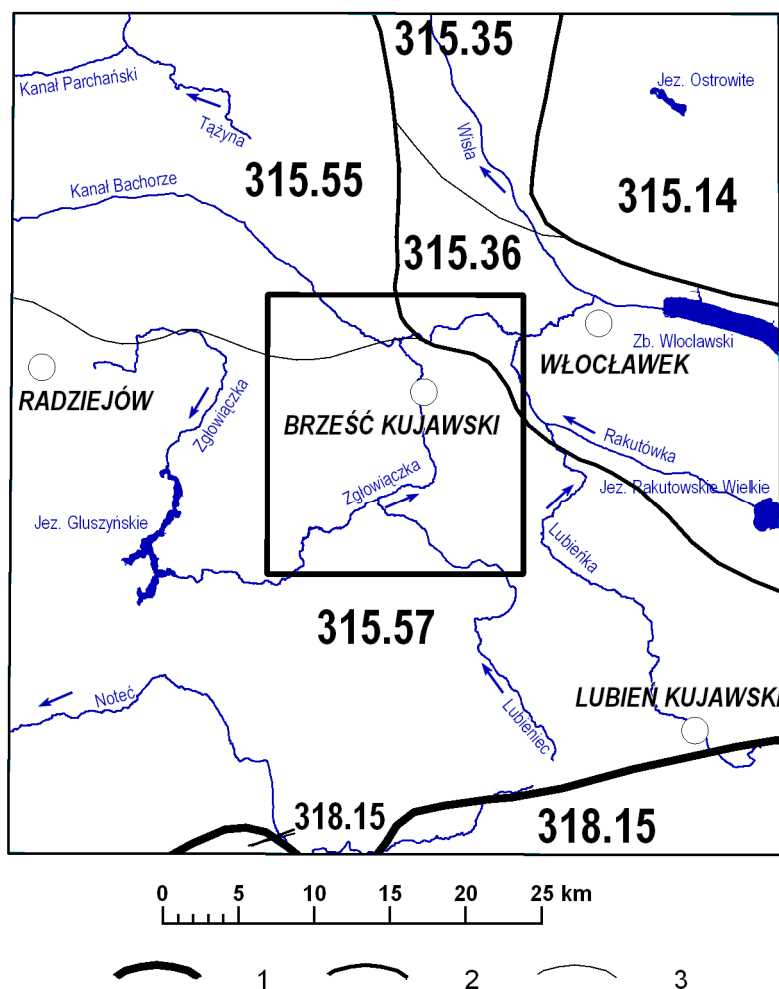 315.35
Kanał Parchański
Jez. Ostrowite
Tążyna
Wisła
315.55
Kanał Bachorze
315.14
315.36
Zb. Włocławski
WŁOCŁAWEK
RADZIEJÓW
BRZEŚĆ KUJAWSKI
Zgłowiączka
Rakutówka
Zgłowiączka
Jez. Rakutowskie Wielkie
Jez. Głuszyńskie
Lubieńka
315.57
Noteć
LUBIEŃ KUJAWSKI
Lubieniec
318.15
318.15
0 5 10 15 20 25 km
1 2 3